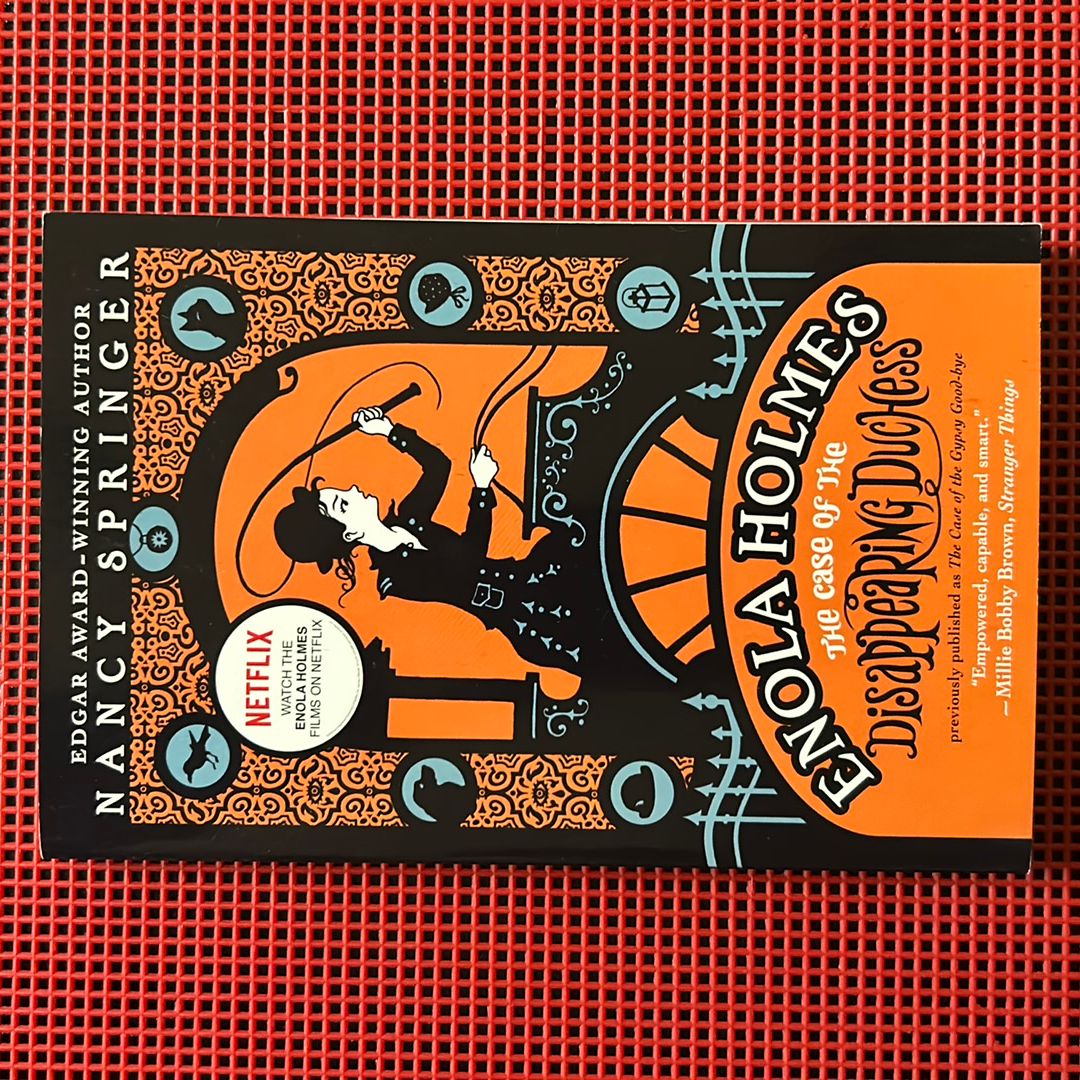 EDGAR AWARD-WINNING AUTHOR
NANCY SPRINGER
NETFLIX
WATCH THE
ENOLA HOLMES
FILMS ON NETFLIX
ENOLA HOLMES
THE CASE OF THE
DISAPPEARING DUCHESS
previously published as The Case of the Gypsy Good-bye
“Empowered, capable, and smart.”
—Millie Bobby Brown, Stranger Things